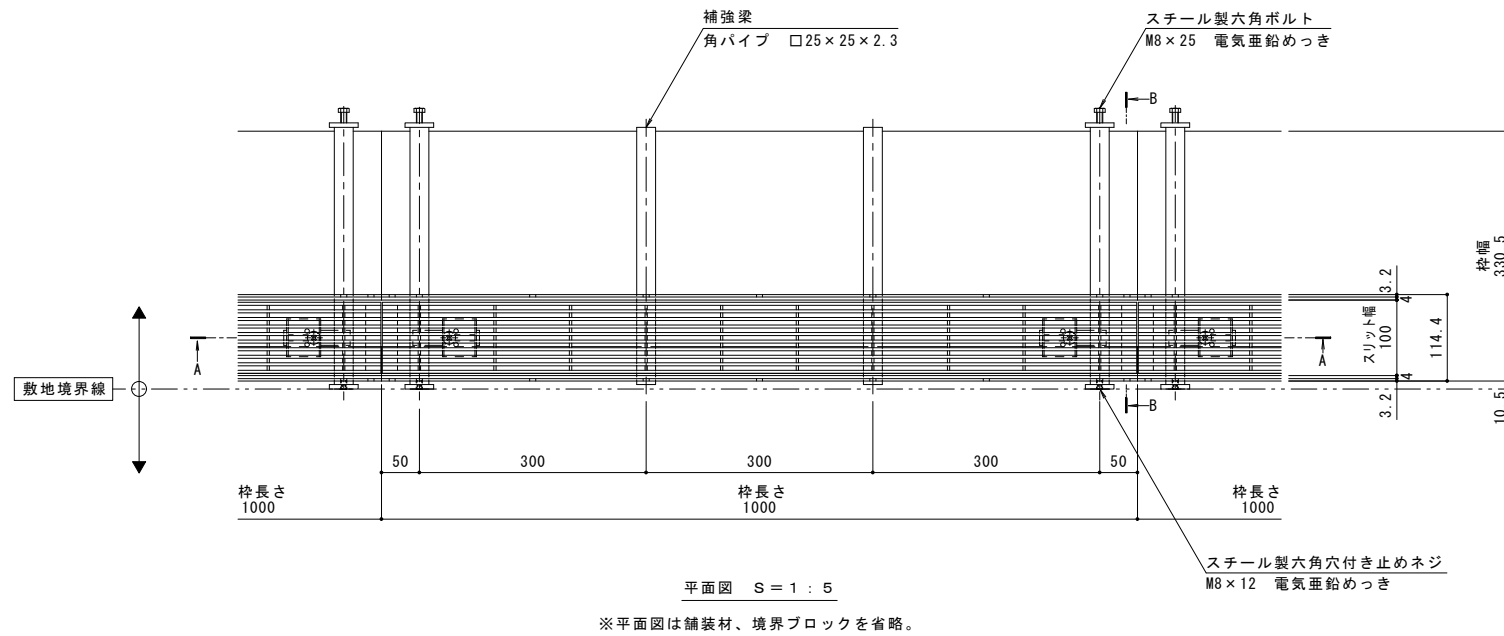 補強梁
角パイプ □25×25×2.3
スチール製六角ボルト
M8×25 電気亜鉛めっき
B
枠幅
330.5
3.2
4
スリット幅
100
114.4
A
A
敷地境界線
4
3.2
B
10.5
50
300
300
300
50
枠長さ
1000
枠長さ
1000
枠長さ
1000
スチール製六角穴付き止めネジ
M8×12 電気亜鉛めっき
平面図 S=1:5
※平面図は舗装材、境界ブロックを省略。